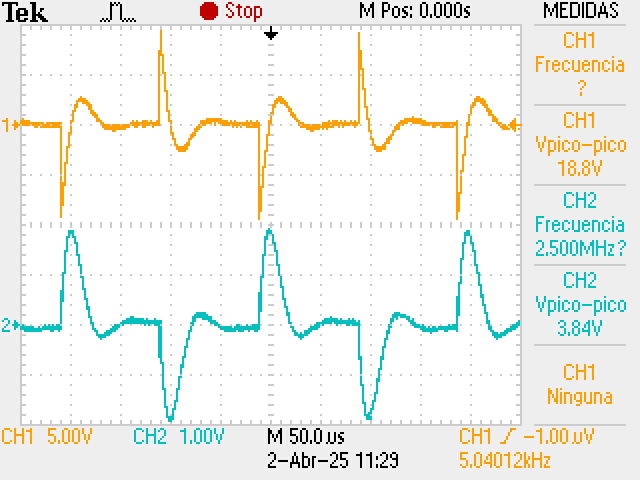 Tek Stop M Pos: 0.000s MEDIDAS
CH1
Frecuencia
?
CH1
Vpico-pico
18.8V
CH2
Frecuencia
2.500MHz?
CH2
Vpico-pico
3.84V
CH1
Ninguna
1
2
CH1 5.00V CH2 1.00V M 50.0us CH1 -1.00uV
2-Abr-25 11:29 5.04012kHz